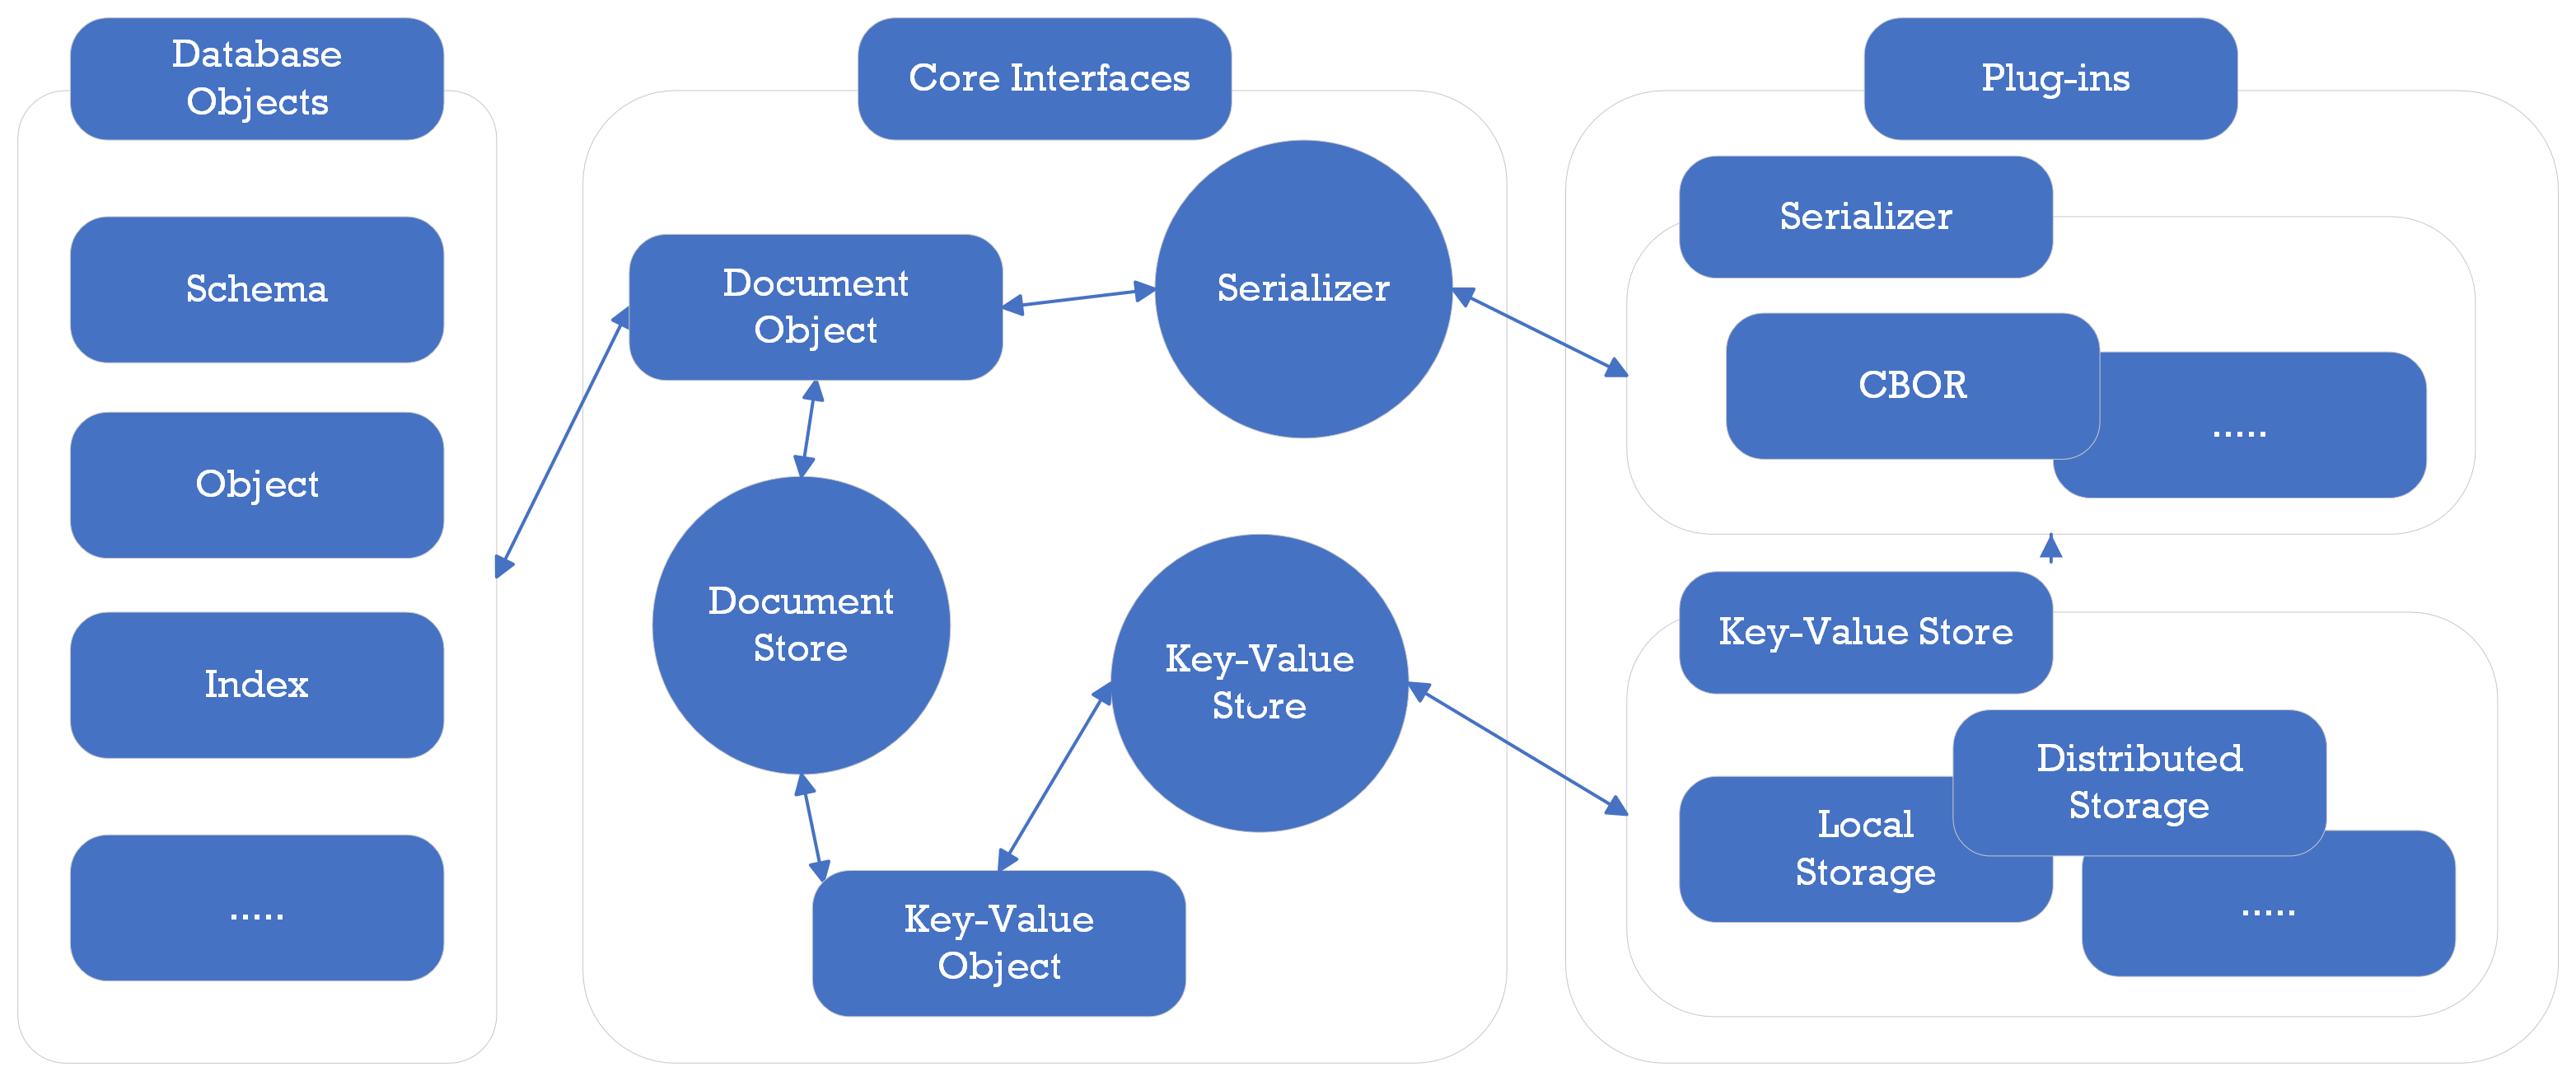 Database
Objects
Schema
Object
Index
.....
Core Interfaces
Document
Object
Serializer
Document
Store
Key-Value
Store
Key-Value
Object
Plug-ins
Serializer
CBOR
.....
Key-Value Store
Distributed
Storage
Local
Storage
.....